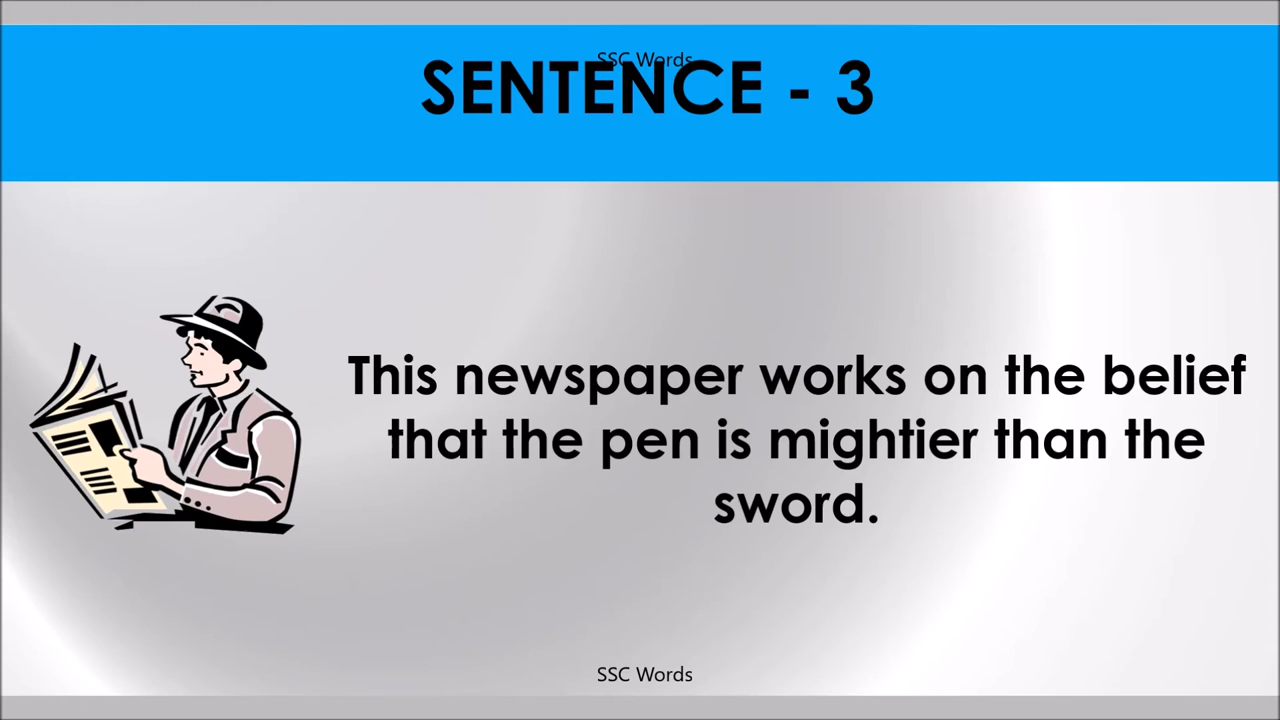 SSC Words
SENTENCE - 3
This newspaper works on the belief
that the pen is mightier than the
sword.
SSC Words